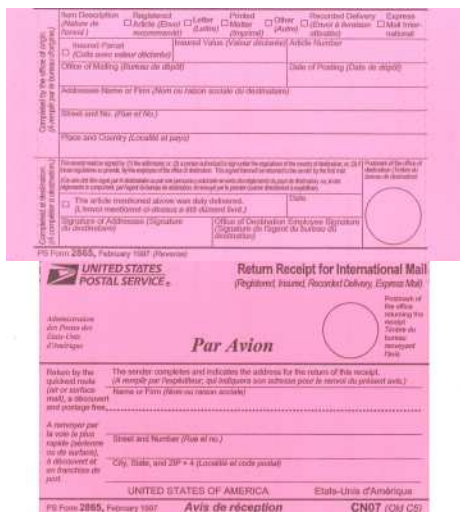 Item Description (Nature de l'envoi)
Registered Article (Envoi recommandé)
Letter (Lettre)
Printed Matter (Imprimé)
Other (Autre)
Recorded Delivery (Envoi à livraison attestée)
Express Mail International
Completed by the office of origin.
(A remplir par le bureau d'origine.)
Insured Parcel
(Colis avec valeur déclarée)
Insured Value (Valeur déclarée)
Article Number
Office of Mailing (Bureau de dépôt)
Date of Posting (Date de dépôt)
Addressee Name or Firm (Nom ou raison sociale du destinataire)
Street and No. (Rue et No.)
Place and Country (Localité et pays)
Completed at destination.
(A compléter à destination.)
Postmark of the office of destination (Timbre du bureau de destination)
The article mentioned above was duly delivered.
(L'envoi mentionné ci-dessus a été dûment livré.)
Date
Signature of Addressee (Signature du destinataire)
Office of Destination Employee Signature (Signature de l'agent du bureau de destination)
PS Form 2865, February 1997 (Reverse)
UNITED STATES
POSTAL SERVICE®
Return Receipt for International Mail
(Registered, Insured, Recorded Delivery, Express Mail)
Administration
des Postes des
Etats-Unis
d'Amérique
Par Avion
Postmark of
the office
returning the
receipt
Timbre du
bureau
renvoyant
l'avis
Return by the
quickest route
(air or surface
mail), a découvert
and postage free.
The sender completes and indicates the address for the return of this receipt.
(A remplir par l'expéditeur, qui indiquera son adresse pour le renvoi du présent avis.)
Name or Firm (Nom ou raison sociale)
A renvoyer par
la voie la plus
rapide (aérienne
ou de surface),
à découvert et
en franchise de
port.
Street and Number (Rue et no.)
City, State, and ZIP + 4 (Localité et code postal)
UNITED STATES OF AMERICA
Etats-Unis d'Amérique
PS Form 2865, February 1997
Avis de réception
CN07 (Old C5)